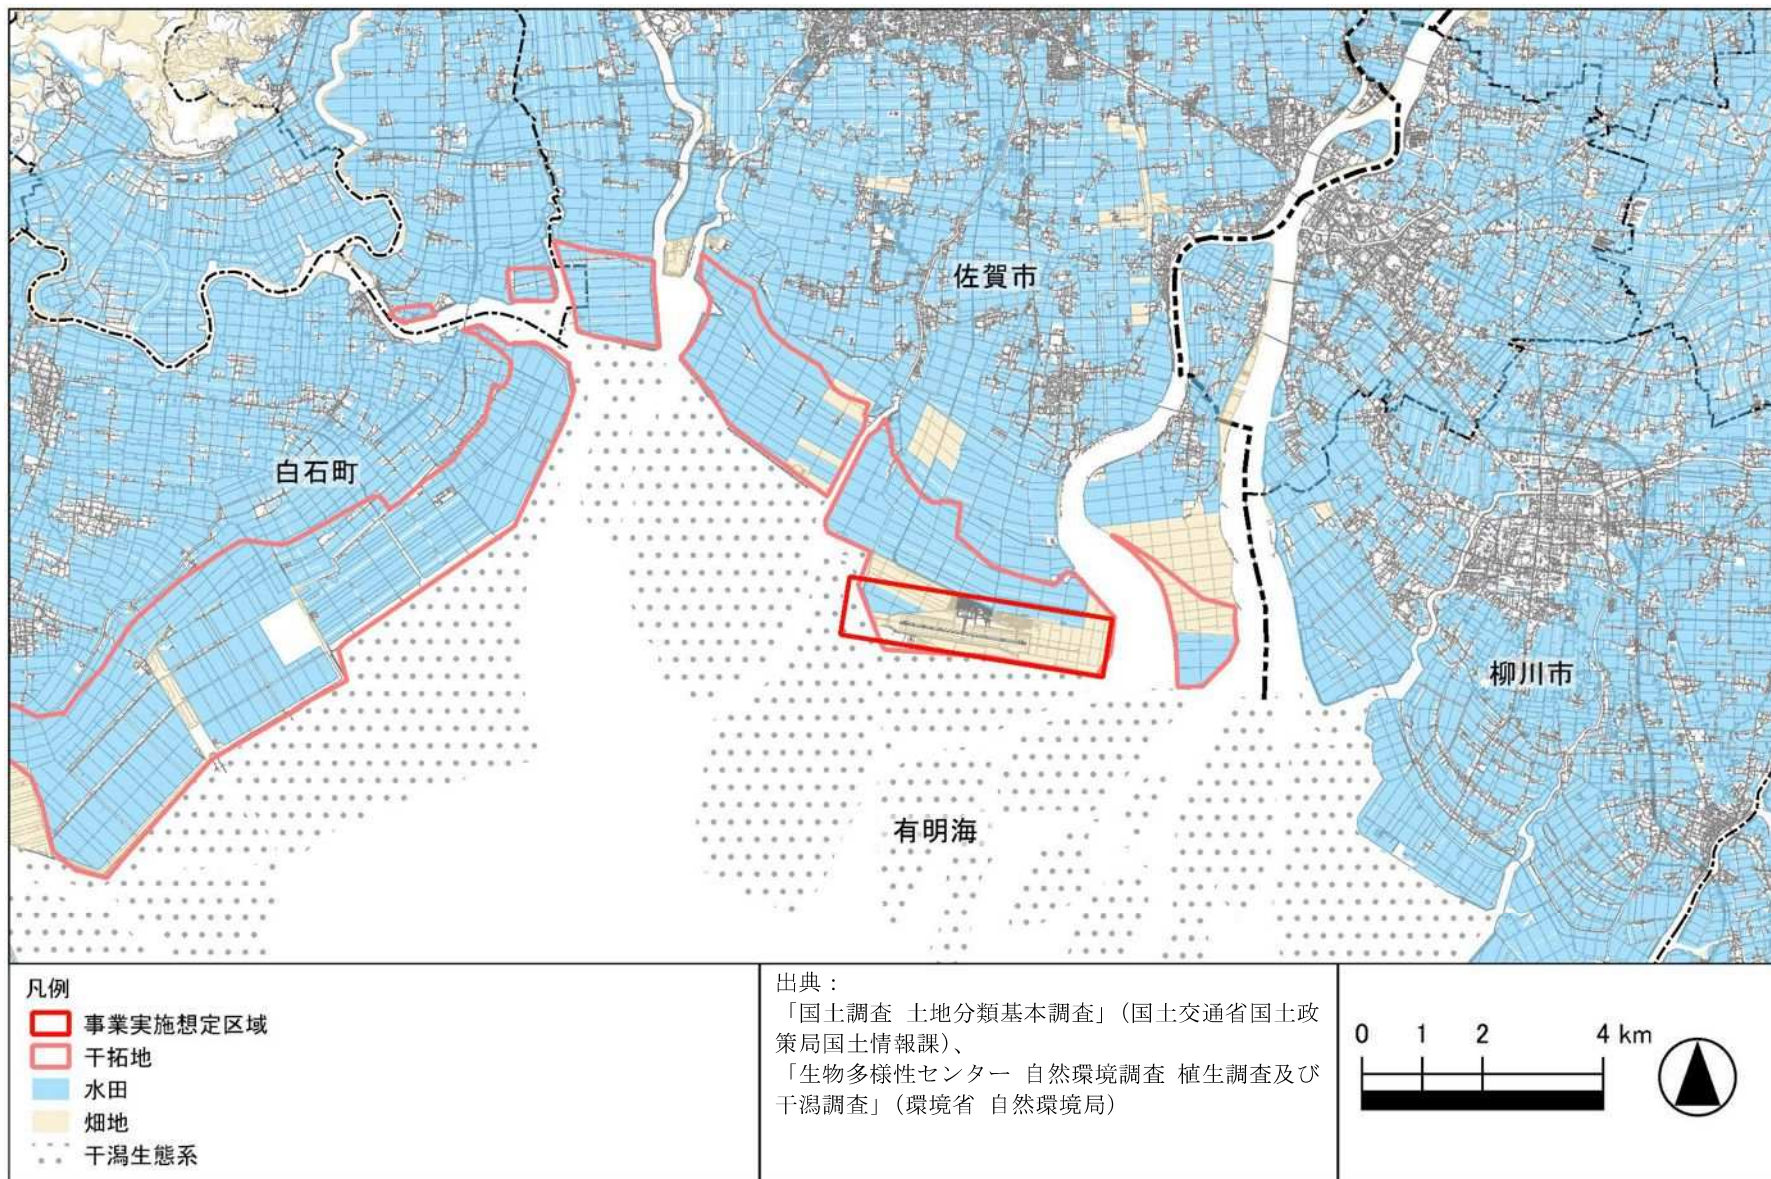 佐賀市
白石町
柳川市
有明海
凡例
事業実施想定区域
干拓地
水田
畑地
干潟生態系
出典：
「国土調査 土地分類基本調査」(国土交通省国土政
策局国土情報課)、
「生物多様性センター 自然環境調査 植生調査及び
干潟調査」(環境省 自然環境局)
0 1 2 4 km